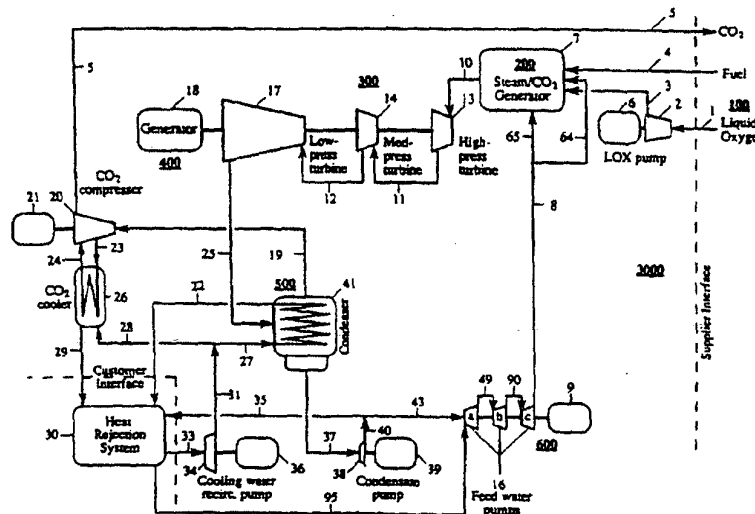 5
CO2
7
4
Fuel
10
200
Steam/CO2
Generator
3
300
13
14
17
18
Generator
400
Low-
press
turbine
Med-
press
turbine
High-
press
turbine
12
11
65
64
6
2
1
100
Liquid
Oxygen
LOX pump
5
CO2
compresser
20
21
23
24
CO2
cooler
26
25
19
500
41
Condenser
22
27
28
29
8
3000
Supplier Interface
Customer
Interface
31
30
Heat
Rejection
System
35
43
49
90
a
b
c
9
600
33
34
36
Cooling water
recirc. pump
37
38
40
39
Condensate
pump
16
Feed water
pumps
95